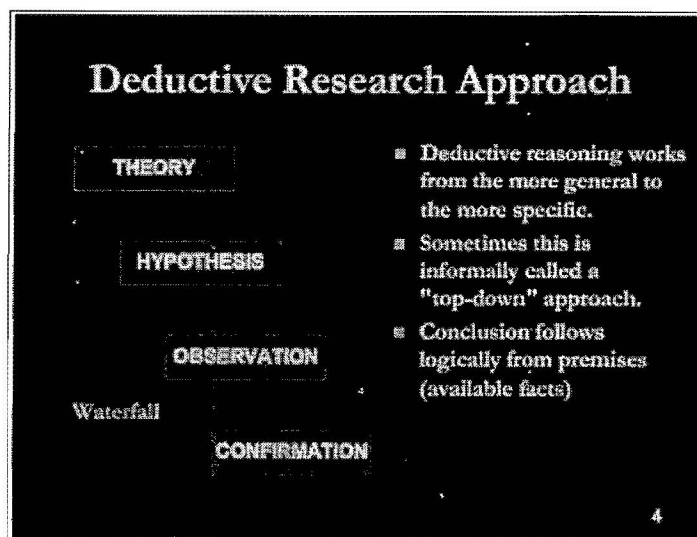 Deductive Research Approach
THEORY
HYPOTHESIS
OBSERVATION
Waterfall
CONFIRMATION
■ Deductive reasoning works
from the more general to
the more specific.
■ Sometimes this is
informally called a
"top-down" approach.
■ Conclusion follows
logically from premises
(available facts)
4